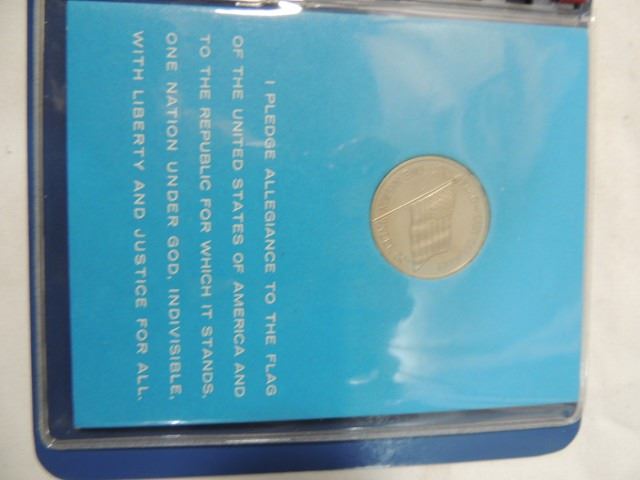 I PLEDGE ALLEGIANCE TO THE FLAG
OF THE UNITED STATES OF AMERICA AND
TO THE REPUBLIC FOR WHICH IT STANDS,
ONE NATION UNDER GOD, INDIVISIBLE,
WITH LIBERTY AND JUSTICE FOR ALL.